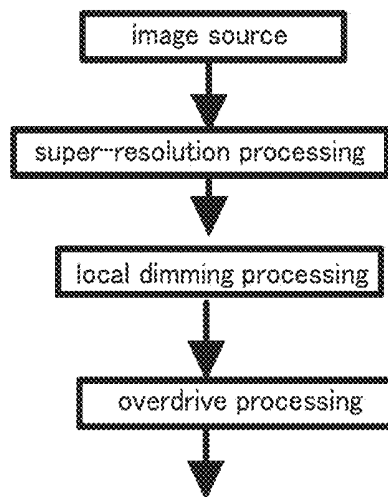 image source
super-resolution processing
local dimming processing
overdrive processing